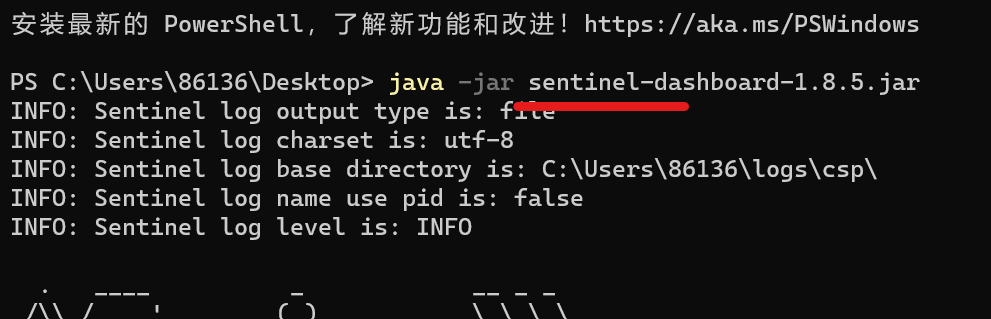 安装最新的 PowerShell，了解新功能和改进！https://aka.ms/PSWindows
PS C:\Users\86136\Desktop> java -jar sentinel-dashboard-1.8.5.jar
INFO: Sentinel log output type is: file
INFO: Sentinel log charset is: utf-8
INFO: Sentinel log base directory is: C:\Users\86136\logs\csp\
INFO: Sentinel log name use pid is: false
INFO: Sentinel log level is: INFO